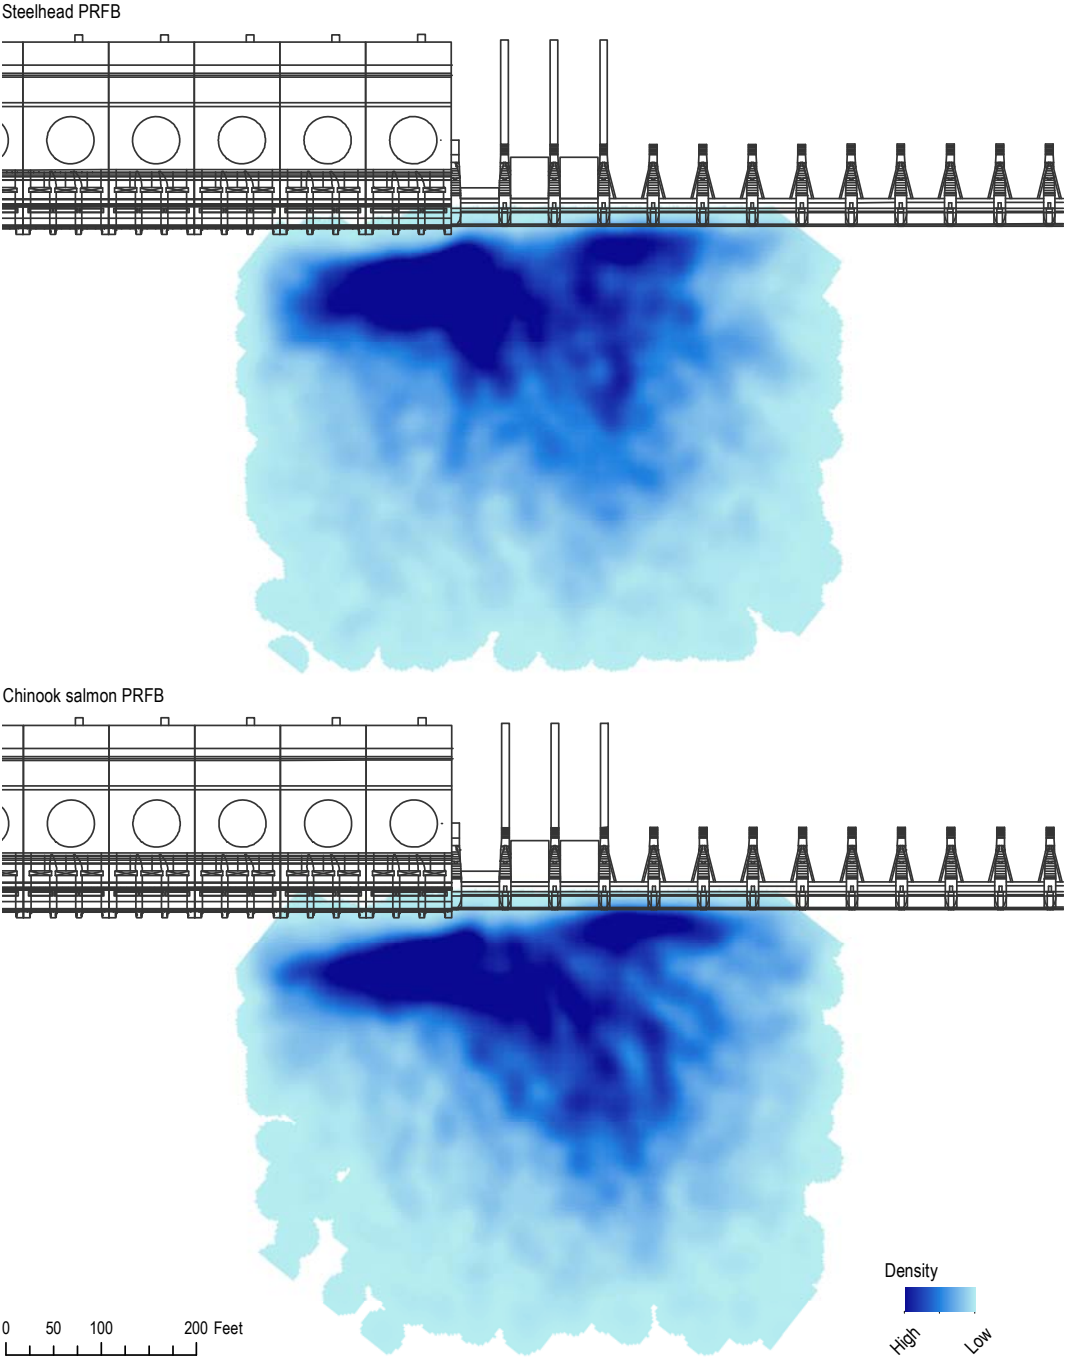 Steelhead PRFB
Chinook salmon PRFB
Density
High Low
0 50 100 200 Feet